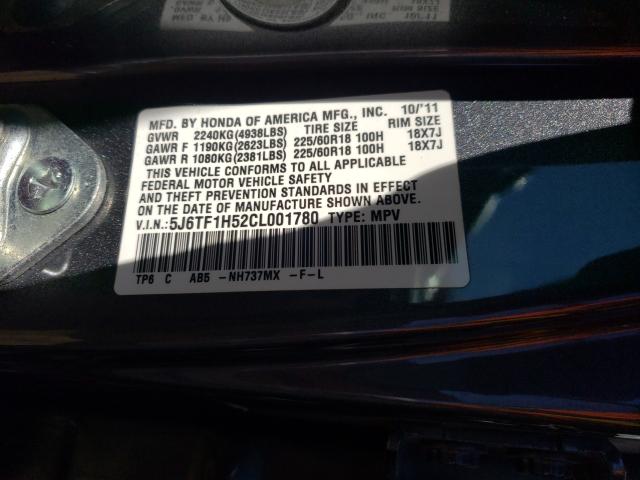 MFD. BY HONDA OF AMERICA MFG., INC. 10/'11
GVWR 2240KG(4938LBS) TIRE SIZE RIM SIZE
GAWR F 1190KG(2623LBS) 225/60R18 100H 18X7J
GAWR R 1080KG(2381LBS) 225/60R18 100H 18X7J
THIS VEHICLE CONFORMS TO ALL APPLICABLE
FEDERAL MOTOR VEHICLE SAFETY
AND THEFT PREVENTION STANDARDS IN EFFECT
ON THE DATE OF MANUFACTURE SHOWN ABOVE.
V.I.N.: 5J6TF1H52CL001780 TYPE: MPV
TP6 C AB5 -NH737MX -F-L